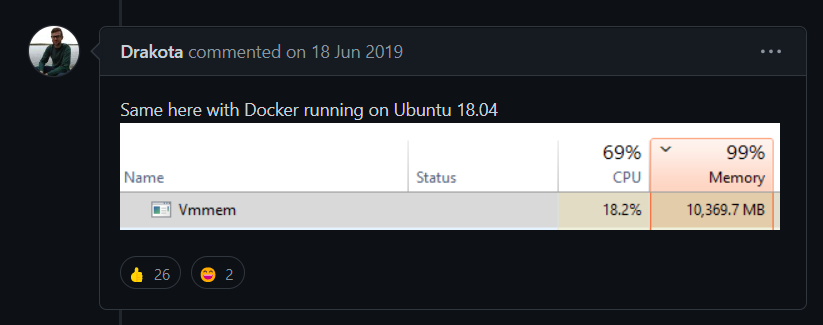 Drakota commented on 18 Jun 2019
Same here with Docker running on Ubuntu 18.04
69% 99%
Name Status CPU Memory
Vmmem 18.2% 10,369.7 MB
👍 26 😄 2